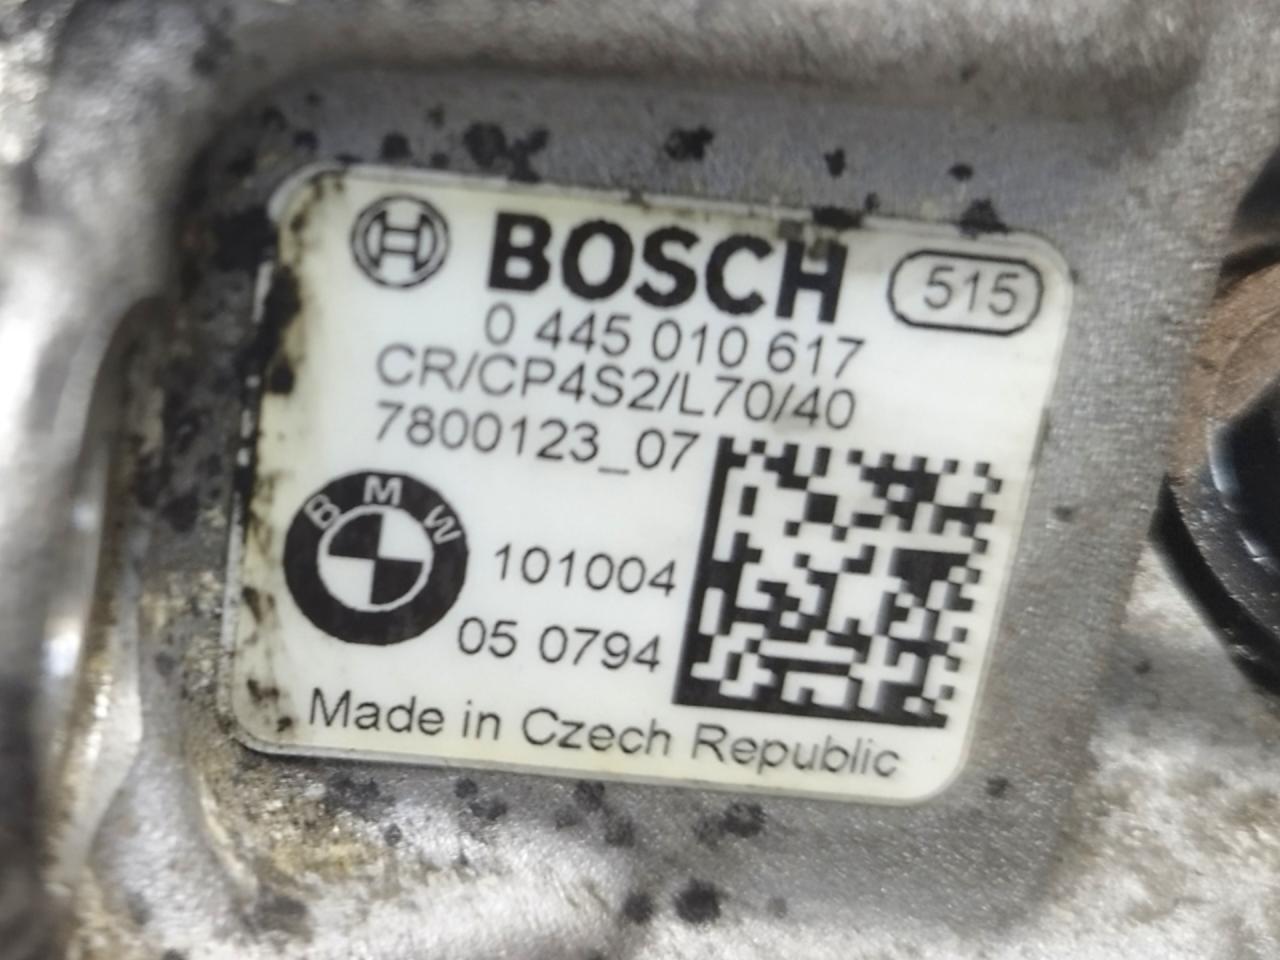 BOSCH 515
0 445 010 617
CR/CP4S2/L70/40
7800123_07
BMW
101004
05 0794
Made in Czech Republic